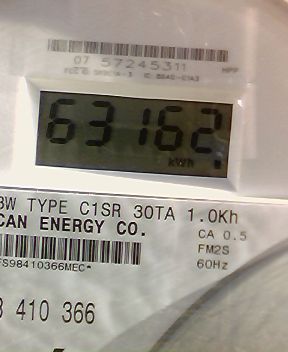 07 57245311
63162
kWh
3W TYPE C1SR 30TA 1.0Kh
CAN ENERGY CO.
CA 0.5
FM2S
60Hz
FS98410366MEC*
410 366